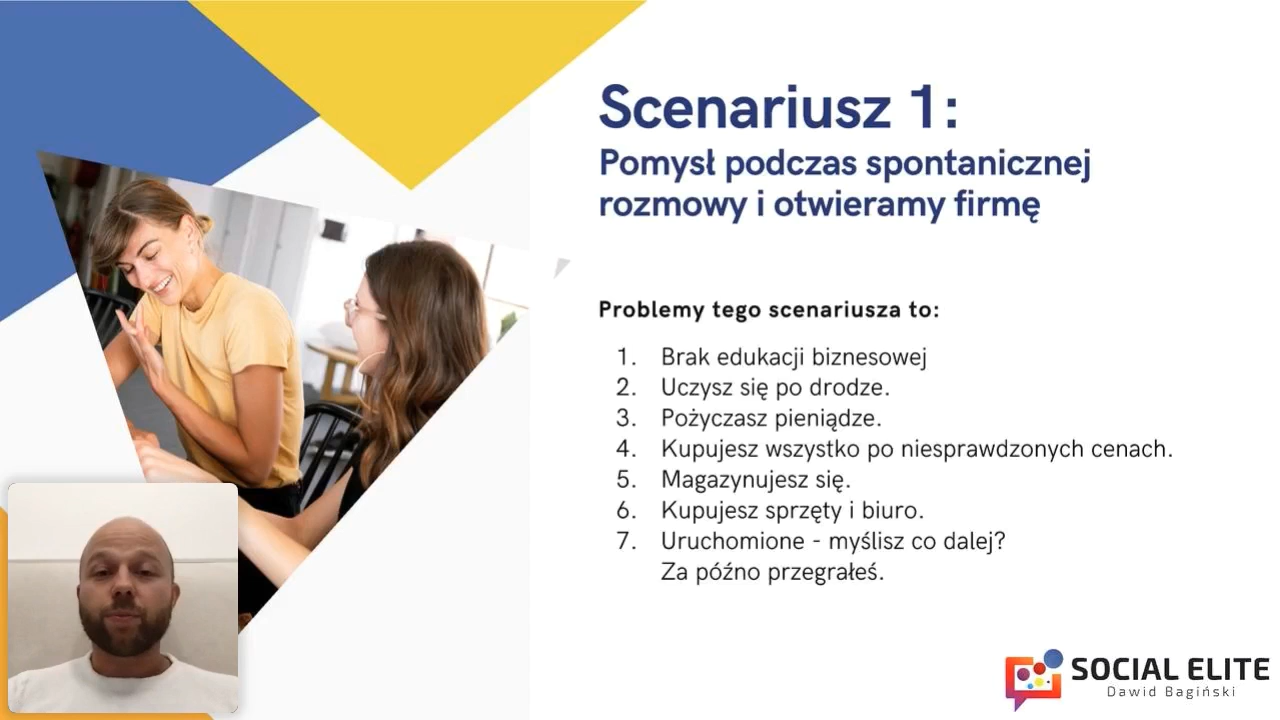 Scenariusz 1:
Pomysł podczas spontanicznej
rozmowy i otwieramy firmę
Problemy tego scenariusza to:
1. Brak edukacji biznesowej
2. Uczysz się po drodze.
3. Pożyczasz pieniądze.
4. Kupujesz wszystko po niesprawdzonych cenach.
5. Magazynujesz się.
6. Kupujesz sprzęty i biuro.
7. Uruchomione - myślisz co dalej?
Za późno przegrałeś.
SOCIAL ELITE
Dawid Bagiński